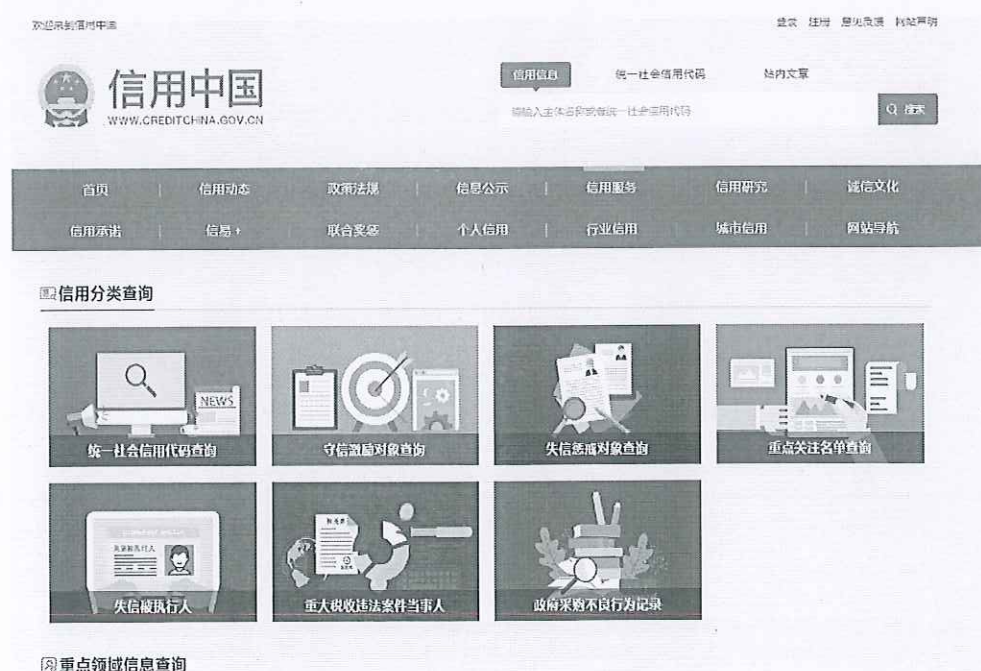 欢迎来到信用中国
登录 注册 意见反馈 网站声明
信用中国
WWW.CREDITCHINA.GOV.CN
信用信息 统一社会信用代码 站内文章
请输入主体名称或者统一社会信用代码 搜索
首页 | 信用动态 | 政策法规 | 信息公示 | 信用服务 | 信用研究 | 诚信文化
信用承诺 | 信易+ | 联合奖惩 | 个人信用 | 行业信用 | 城市信用 | 网站导航
信用分类查询
NEWS
统一社会信用代码查询 守信激励对象查询 失信惩戒对象查询 重点关注名单查询
失信被执行人
失信被执行人 重大税收违法案件当事人 政府采购不良行为记录
重点领域信息查询